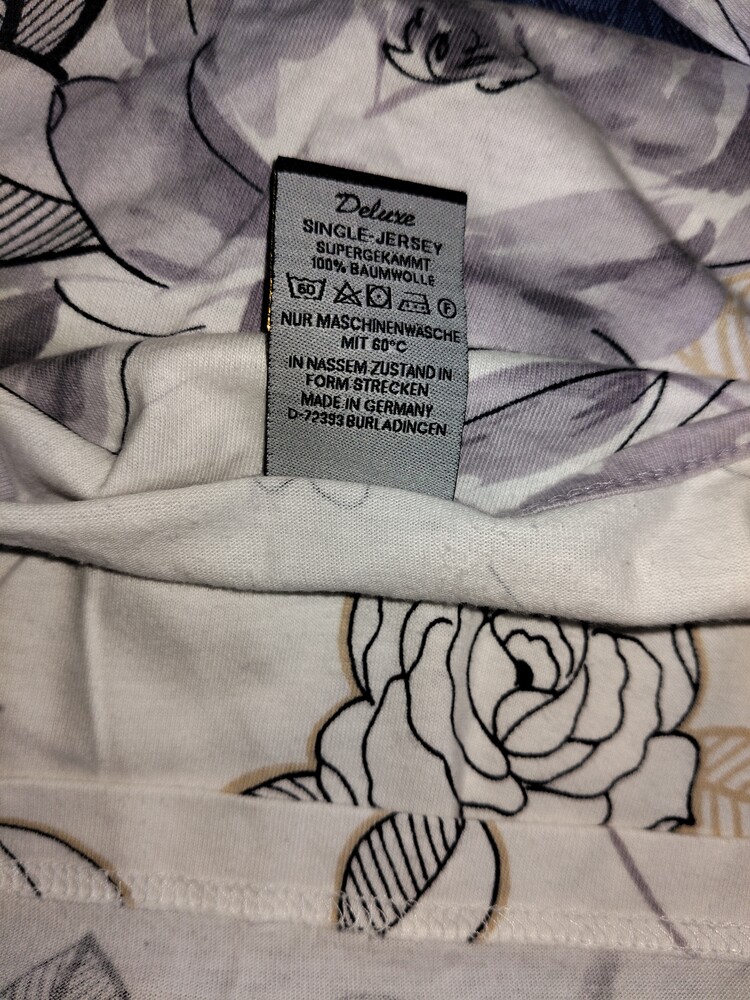 Deluxe
SINGLE-JERSEY
SUPERGEKÄMMT
100% BAUMWOLLE
60 P
NUR MASCHINENWÄSCHE
MIT 60°C
IN NASSEM ZUSTAND IN
FORM STRECKEN
MADE IN GERMANY
D-72393 BURLADINGEN